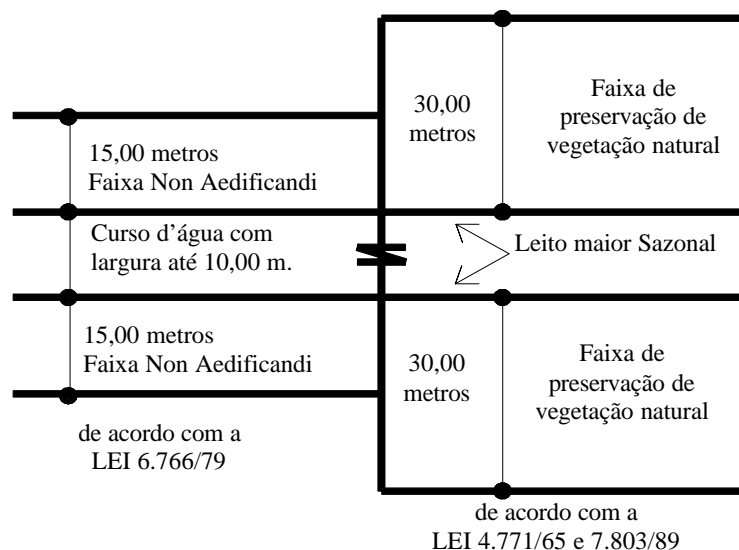 30,00
metros
Faixa de
preservação de
vegetação natural
15,00 metros
Faixa Non Aedificandi
Curso d'água com
largura até 10,00 m.
Leito maior Sazonal
15,00 metros
Faixa Non Aedificandi
30,00
metros
Faixa de
preservação de
vegetação natural
de acordo com a
LEI 6.766/79
de acordo com a
LEI 4.771/65 e 7.803/89